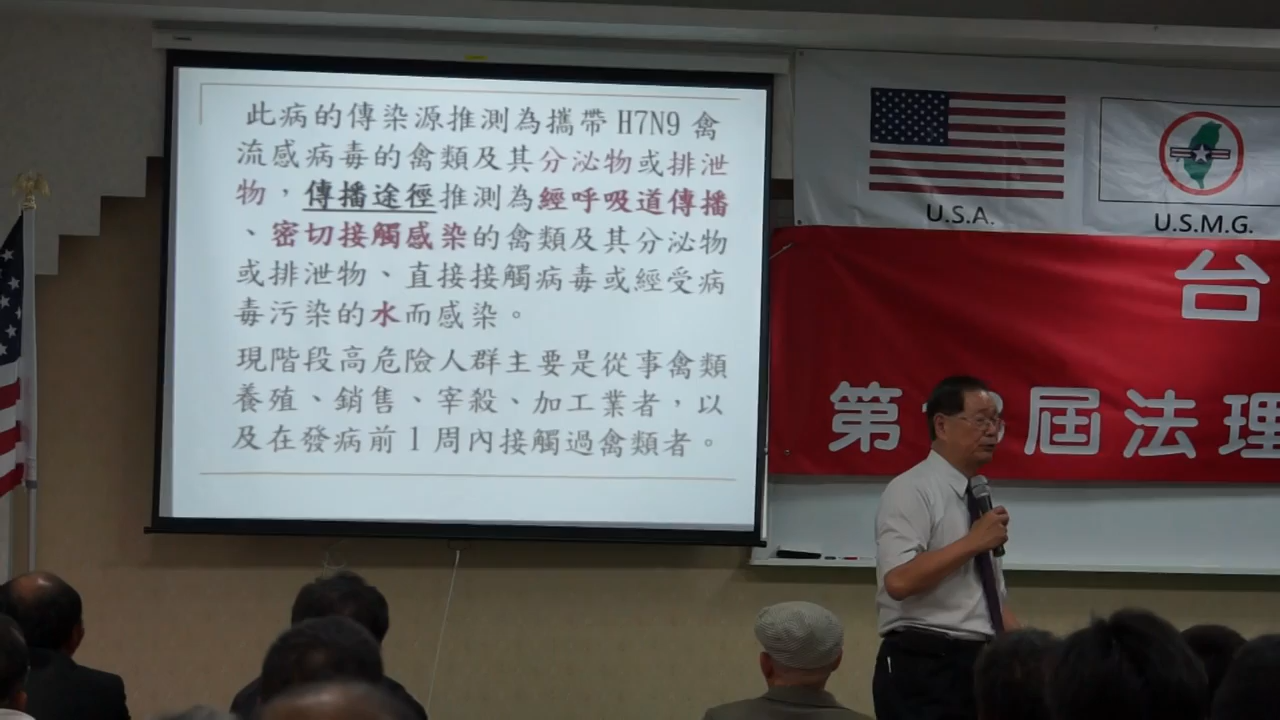 此病的傳染源推測為攜帶 H7N9 禽
流感病毒的禽類及其分泌物或排泄
物，傳播途徑推測為經呼吸道傳播
、密切接觸感染的禽類及其分泌物
或排泄物、直接接觸病毒或經受病
毒污染的水而感染。
現階段高危險人群主要是從事禽類
養殖、銷售、宰殺、加工業者，以
及在發病前 1 周內接觸過禽類者。
U.S.A.
U.S.M.G.
台
第 屆法理